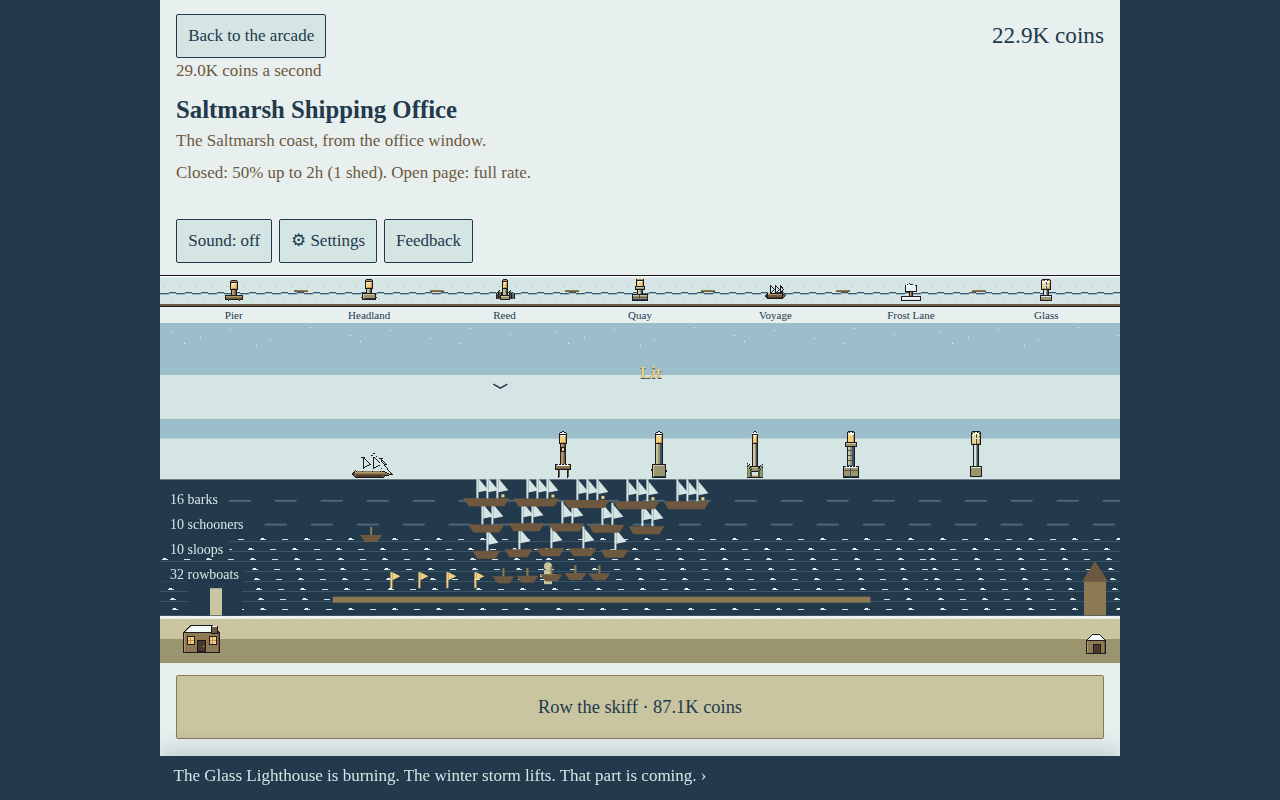 Back to the arcade
22.9K coins
29.0K coins a second
Saltmarsh Shipping Office
The Saltmarsh coast, from the office window.
Closed: 50% up to 2h (1 shed). Open page: full rate.
Sound: off
⚙ Settings
Feedback
Pier
Headland
Reed
Quay
Voyage
Frost Lane
Glass
Lit
16 barks
10 schooners
10 sloops
32 rowboats
Row the skiff · 87.1K coins
The Glass Lighthouse is burning. The winter storm lifts. That part is coming. ›